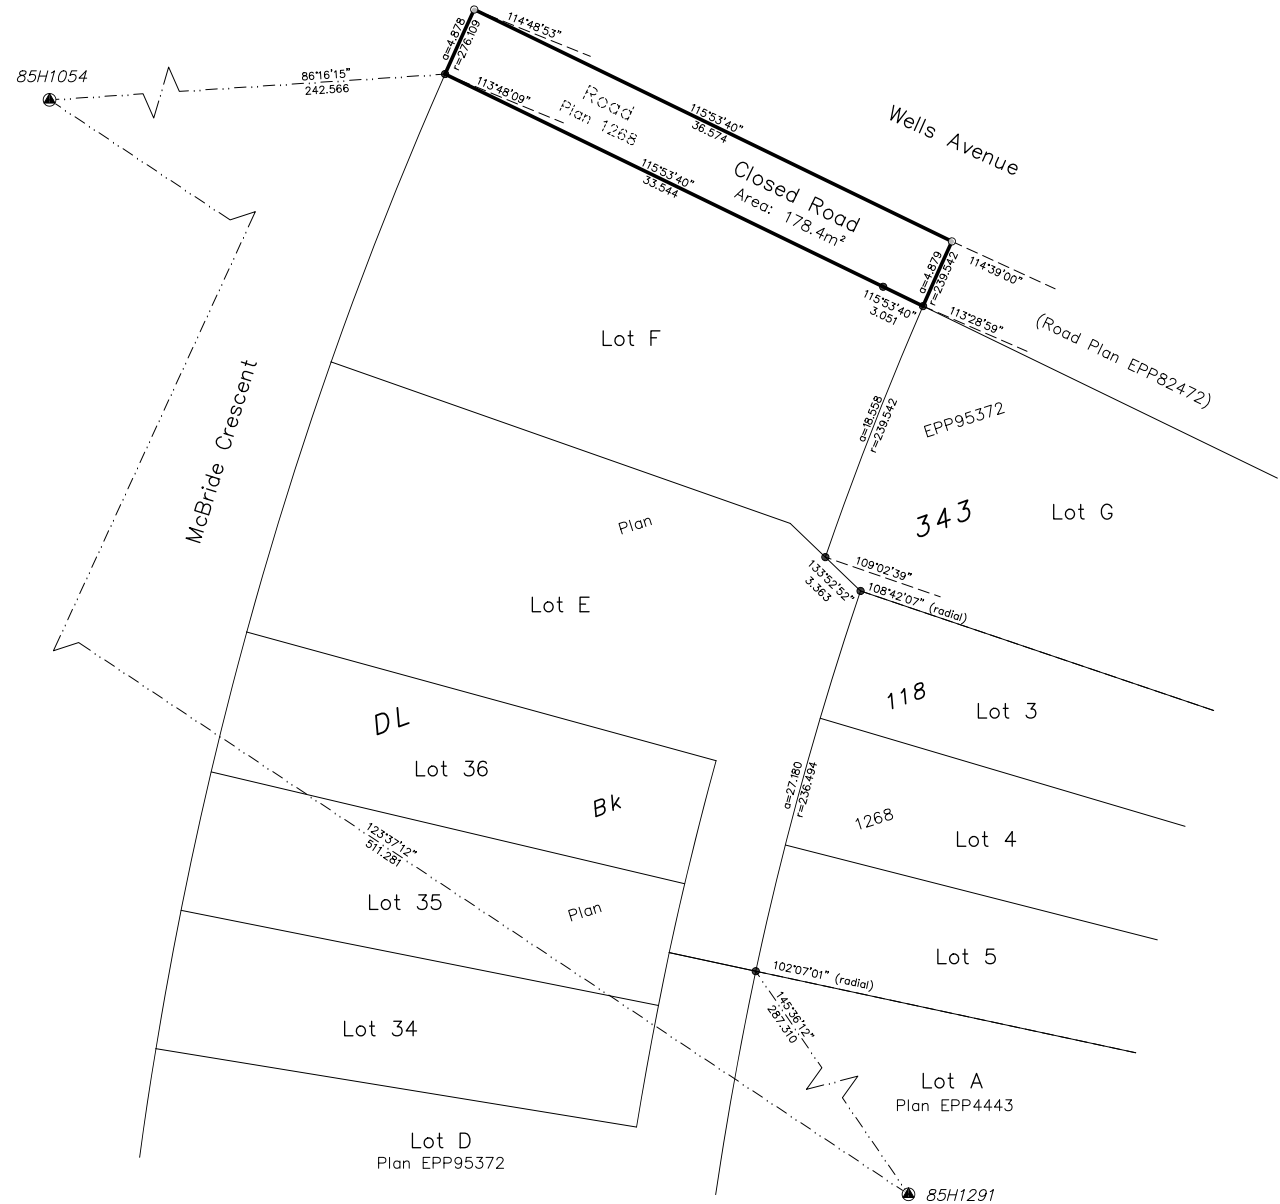 114°48'53"
a=4.878
r=276.109
85H1054
86°16'15"
242.566
113°48'09"
Road
Plan 1268
115°53'40"
36.574
Wells Avenue
115°53'40"
33.544
Closed Road
Area: 178.4m²
a=4.879
r=239.542
114°39'00"
115°53'40"
3.051
113°28'59"
(Road Plan EPP82472)
Lot F
McBride Crescent
a=18.558
r=239.542
EPP95372
343
Lot G
Plan
109°02'39"
133°52'52"
3.363
108°42'07" (radial)
Lot E
118
Lot 3
DL
Lot 36
Bk
a=27.180
r=236.494
1268
Lot 4
123°37'12"
511.281
Lot 35
Plan
Lot 5
102°07'01" (radial)
145°36'12"
287.310
Lot 34
Lot A
Plan EPP4443
Lot D
Plan EPP95372
85H1291